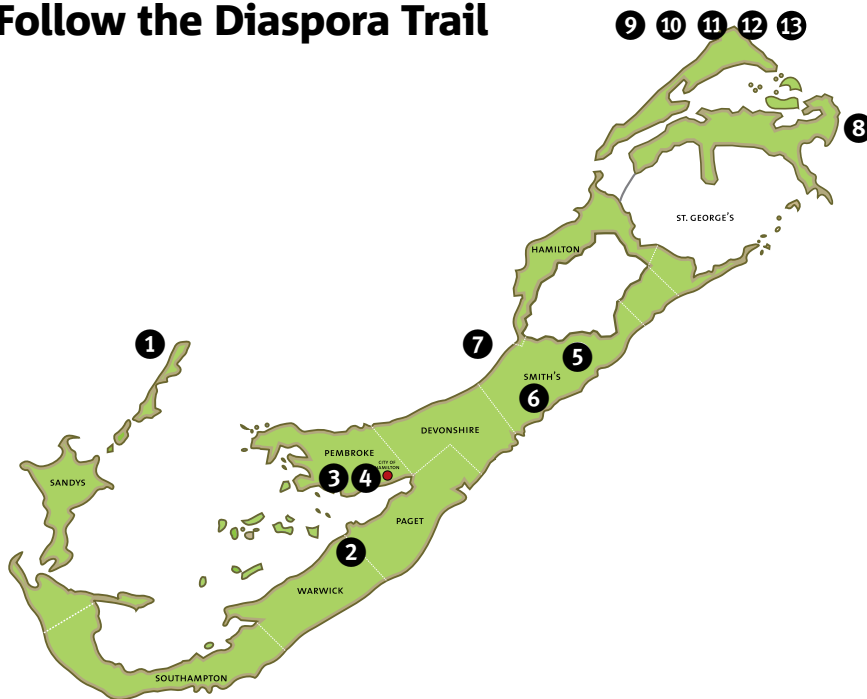 Follow the Diaspora Trail
9 10 11 12 13
8
ST. GEORGE'S
HAMILTON
1
7
5
SMITH'S
6
DEVONSHIRE
PEMBROKE
CITY OF
HAMILTON
3 4
SANDYS
PAGET
2
WARWICK
SOUTHAMPTON